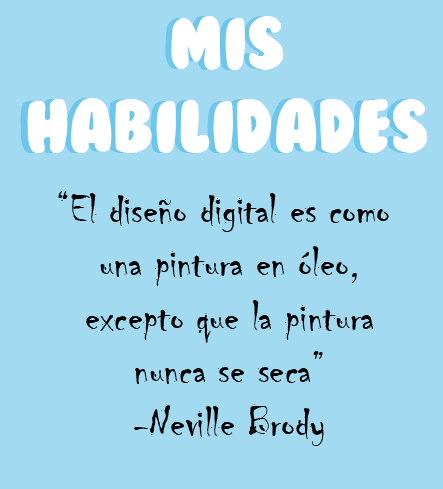 MIS
HABILIDADES
“El diseño digital es como
una pintura en óleo,
excepto que la pintura
nunca se seca”
-Neville Brody